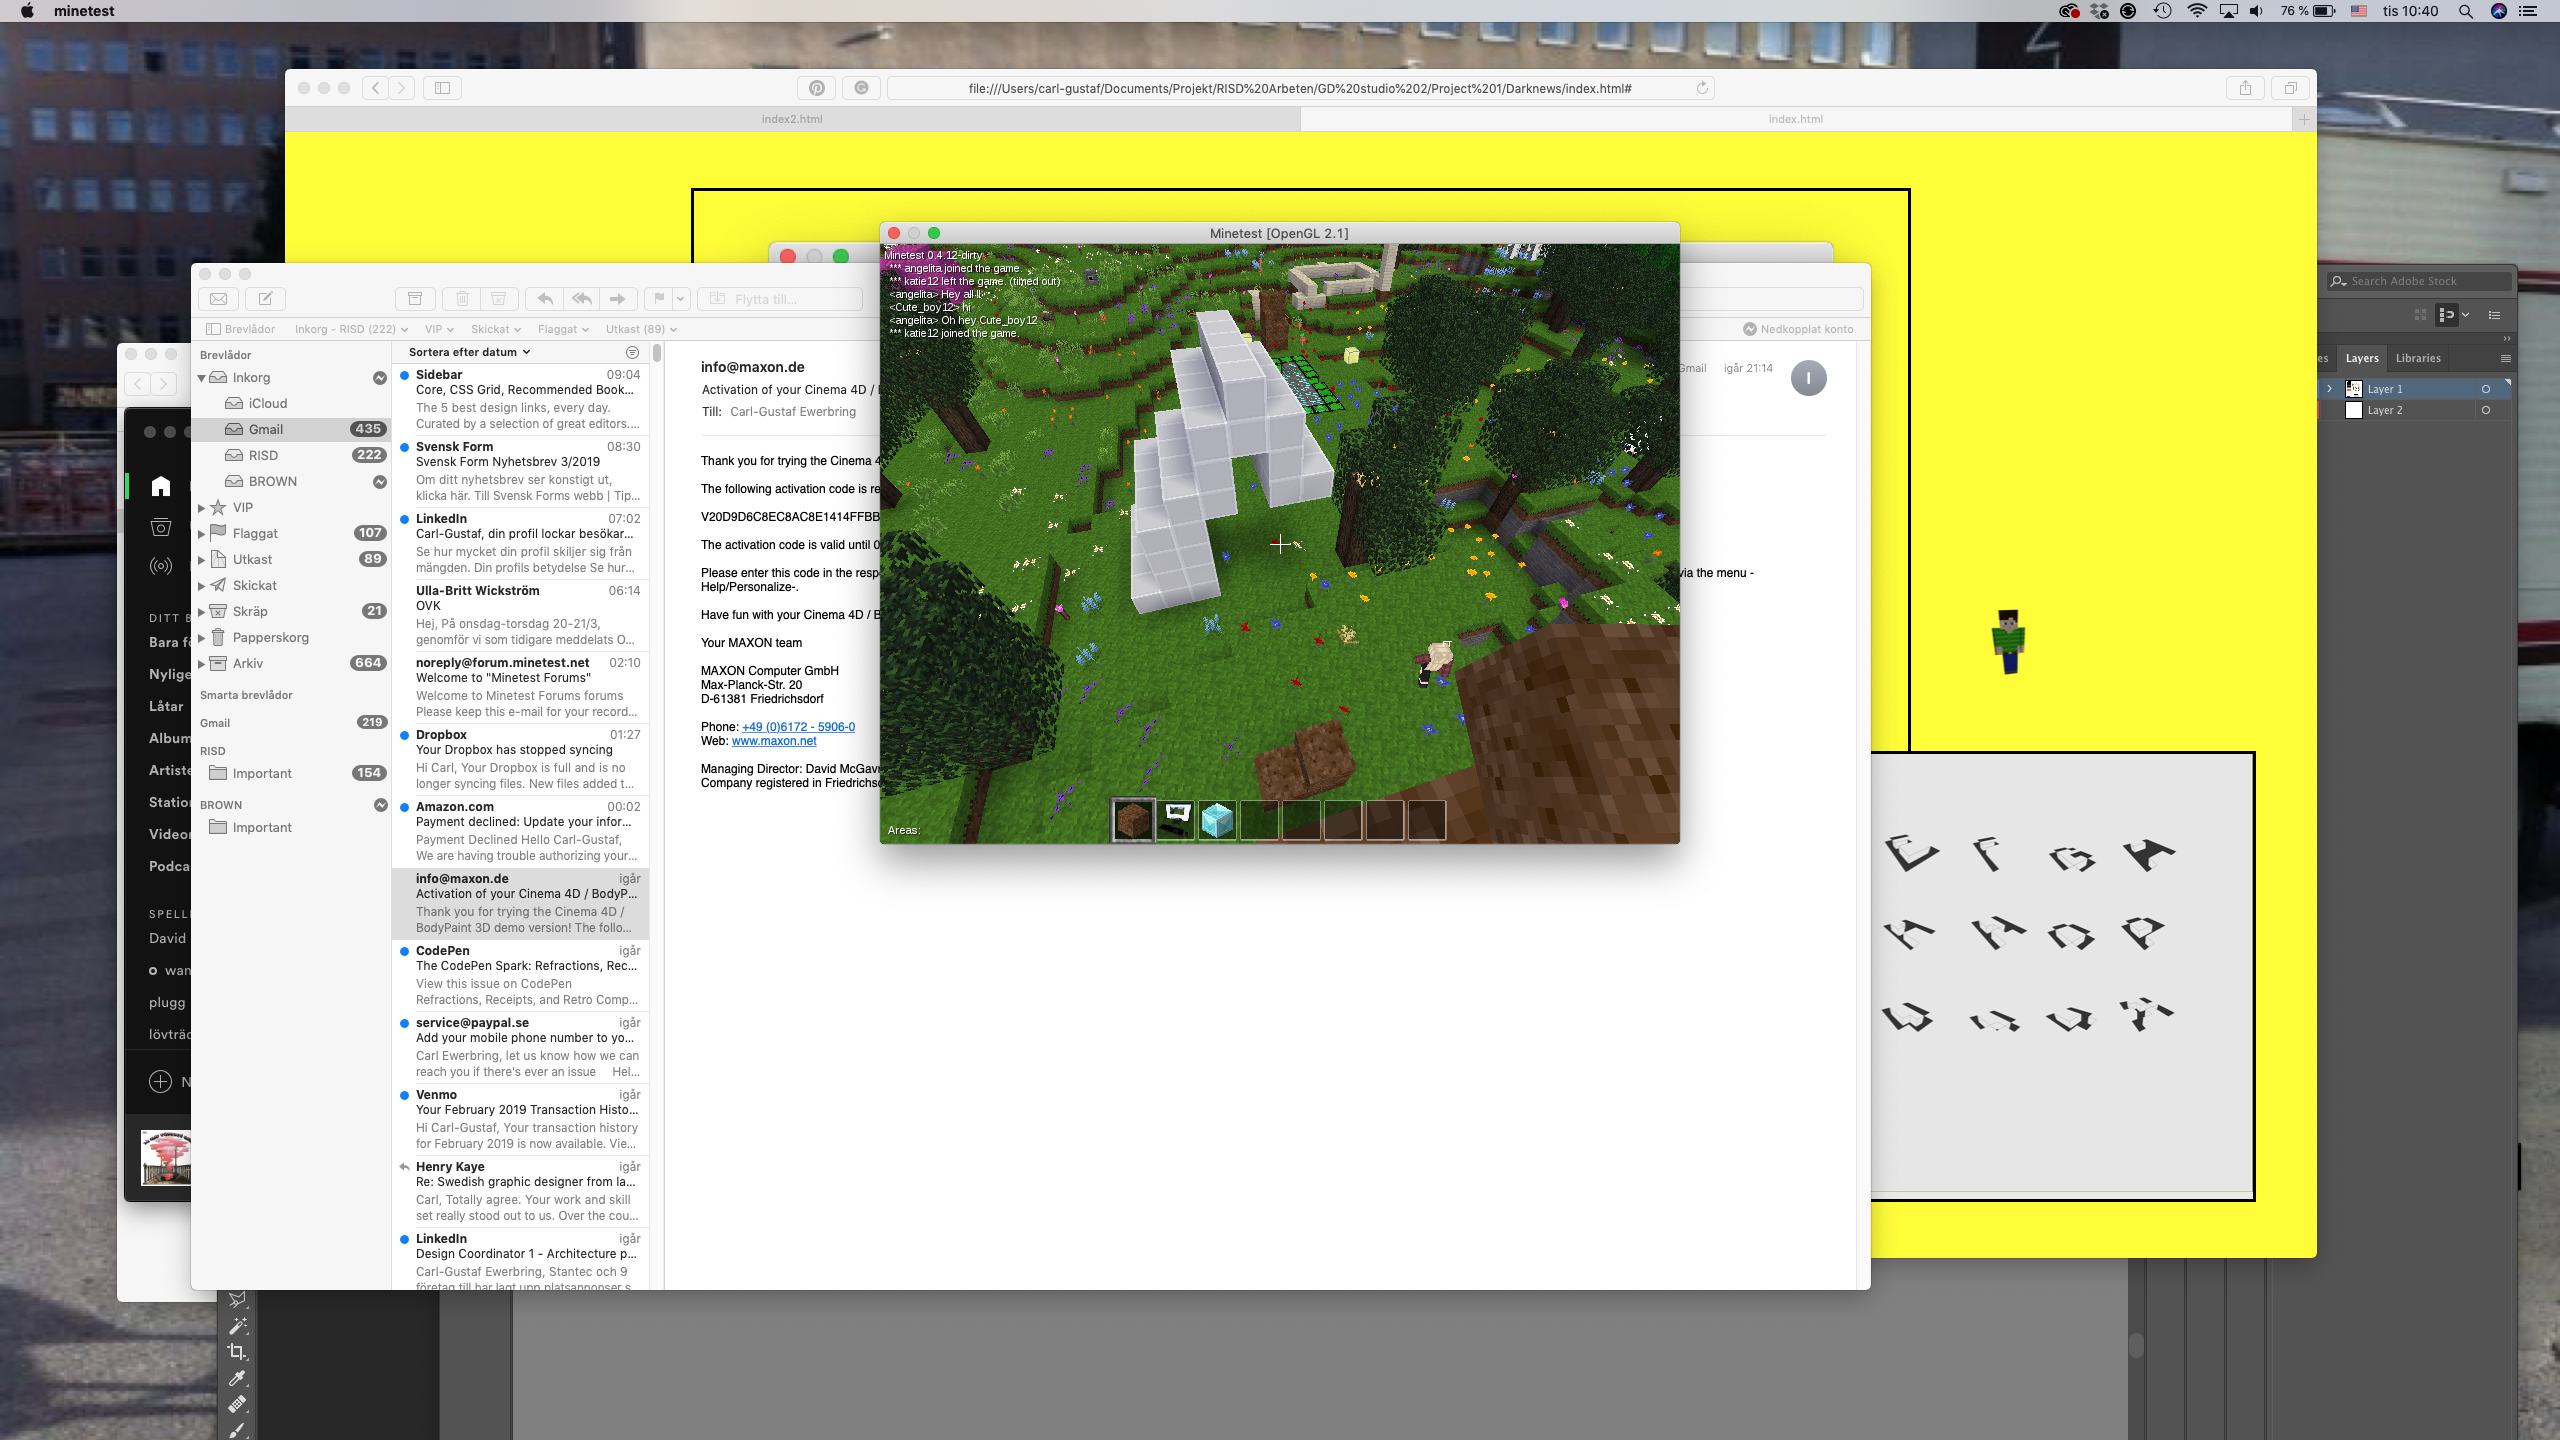 minetest
76 %
tis 10:40
file:///Users/carl-gustaf/Documents/Projekt/RISD%20Arbeten/GD%20studio%202/Project%201/Darknews/index.html#
index2.html
index.html
Minetest [OpenGL 2.1]
Minetest 0.4.12-dirty
*** angelita joined the game.
*** katie12 left the game. (timed out)
<angelita> Hey all
<Cute_boy12> hi
<angelita> Oh hey Cute_boy12
*** katie12 joined the game.
Areas:
Flytta till...
Brevlådor
Inkorg - RISD (222)
VIP
Skickat
Flaggat
Utkast (89)
Nedkopplat konto
Brevlådor
Inkorg
iCloud
Gmail 435
RISD 222
BROWN
VIP
Flaggat 107
Utkast 89
Skickat
Skräp 21
Papperskorg
Arkiv 664
Smarta brevlådor
Gmail 219
RISD
Important 154
BROWN
Important
Sortera efter datum
Sidebar 09:04
Core, CSS Grid, Recommended Book...
The 5 best design links, every day.
Curated by a selection of great editors....
Svensk Form 08:30
Svensk Form Nyhetsbrev 3/2019
Om ditt nyhetsbrev ser konstigt ut,
klicka här. Till Svensk Forms webb | Tip...
LinkedIn 07:02
Carl-Gustaf, din profil lockar besökar...
Se hur mycket din profil skiljer sig från
mängden. Din profils betydelse Se hur...
Ulla-Britt Wickström 06:14
OVK
Hej, På onsdag-torsdag 20-21/3,
genomför vi som tidigare meddelats O...
noreply@forum.minetest.net 02:10
Welcome to "Minetest Forums"
Welcome to Minetest Forums forums
Please keep this e-mail for your record...
Dropbox 01:27
Your Dropbox has stopped syncing
Hi Carl, Your Dropbox is full and is no
longer syncing files. New files added t...
Amazon.com 00:02
Payment declined: Update your infor...
Payment Declined Hello Carl-Gustaf,
We are having trouble authorizing your...
info@maxon.de igår
Activation of your Cinema 4D / BodyP...
Thank you for trying the Cinema 4D /
BodyPaint 3D demo version! The follo...
CodePen igår
The CodePen Spark: Refractions, Rec...
View this issue on CodePen
Refractions, Receipts, and Retro Comp...
service@paypal.se igår
Add your mobile phone number to yo...
Carl Ewerbring, let us know how we can
reach you if there's ever an issue Hel...
Venmo igår
Your February 2019 Transaction Histo...
Hi Carl-Gustaf, Your transaction history
for February 2019 is now available. Vie...
Henry Kaye igår
Re: Swedish graphic designer from la...
Carl, Totally agree. Your work and skill
set really stood out to us. Over the cou...
LinkedIn igår
Design Coordinator 1 - Architecture p...
Carl-Gustaf Ewerbring, Stantec och 9
företag till har lagt upp platsannonser s
info@maxon.de
Gmail igår 21:14
I
Activation of your Cinema 4D /
Till: Carl-Gustaf Ewerbring
Thank you for trying the Cinema 4
The following activation code is re
V20D9D6C8EC8AC8E1414FFBB
The activation code is valid until 0
Please enter this code in the resp
via the menu -
Help/Personalize-.
Have fun with your Cinema 4D / B
Your MAXON team
MAXON Computer GmbH
Max-Planck-Str. 20
D-61381 Friedrichsdorf
Phone: +49 (0)6172 - 5906-0
Web: www.maxon.net
Managing Director: David McGav
Company registered in Friedrichsd
DITT B
Bara fö
Nylige
Låtar
Album
Artiste
Station
Videor
Podca
SPELL
David
wan
plugg
lövträd
N
Search Adobe Stock
es
Layers
Libraries
Layer 1
Layer 2